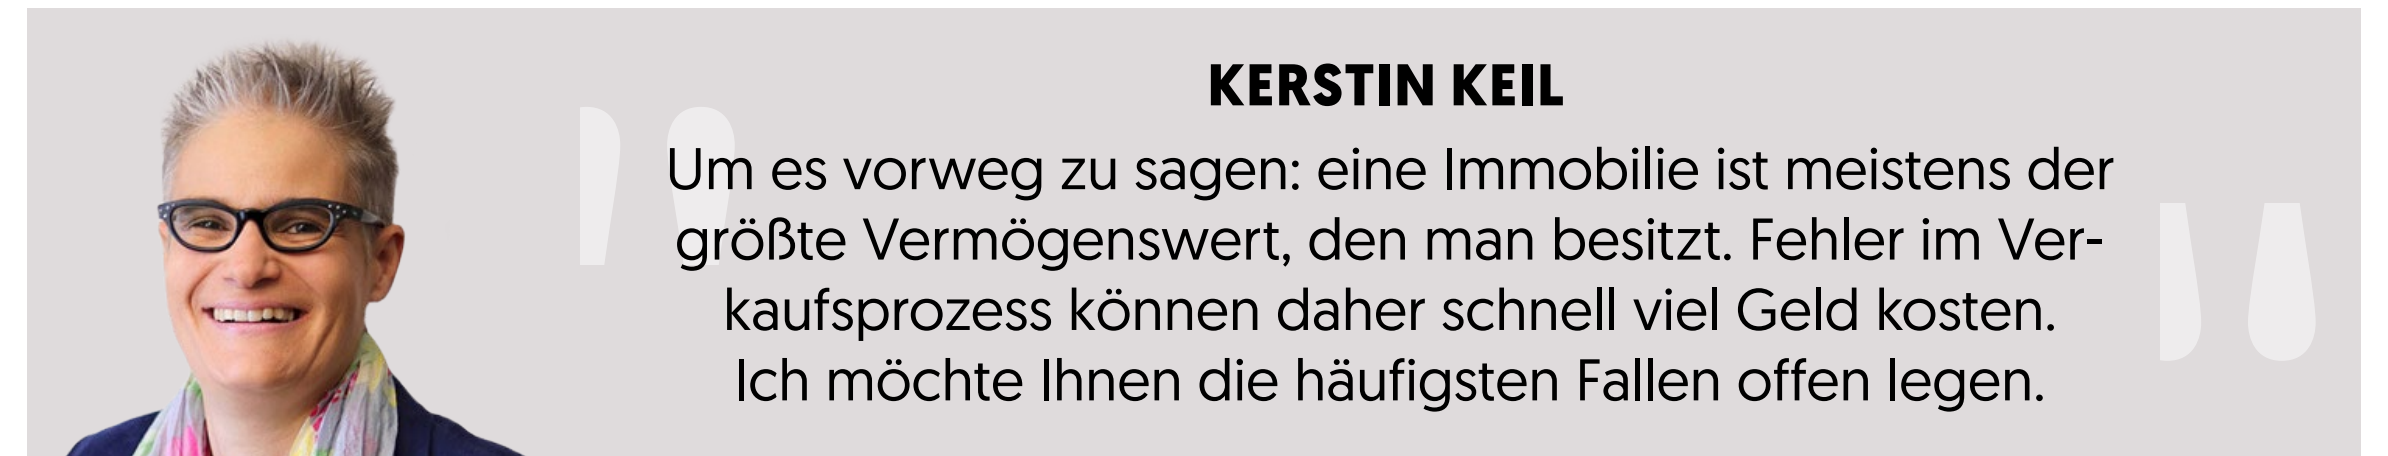 KERSTIN KEIL
Um es vorweg zu sagen: eine Immobilie ist meistens der
größte Vermögenswert, den man besitzt. Fehler im Ver-
kaufsprozess können daher schnell viel Geld kosten.
Ich möchte Ihnen die häufigsten Fallen offen legen.